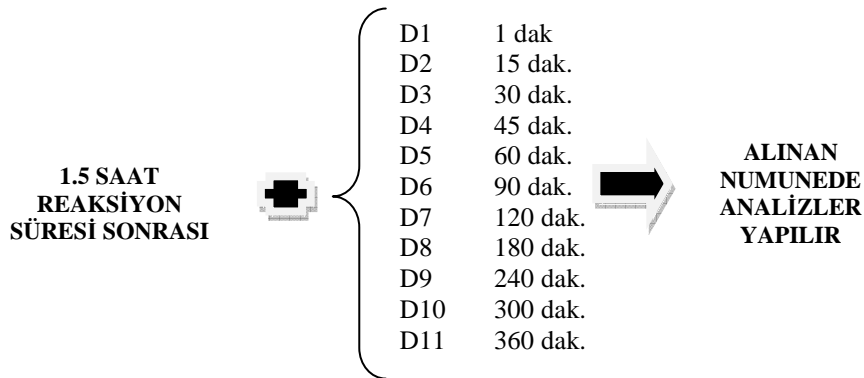 1.5 SAAT
REAKSİYON
SÜRESİ SONRASI
D1 1 dak
D2 15 dak.
D3 30 dak.
D4 45 dak.
D5 60 dak.
D6 90 dak.
D7 120 dak.
D8 180 dak.
D9 240 dak.
D10 300 dak.
D11 360 dak.
ALINAN
NUMUNEDE
ANALİZLER
YAPILIR